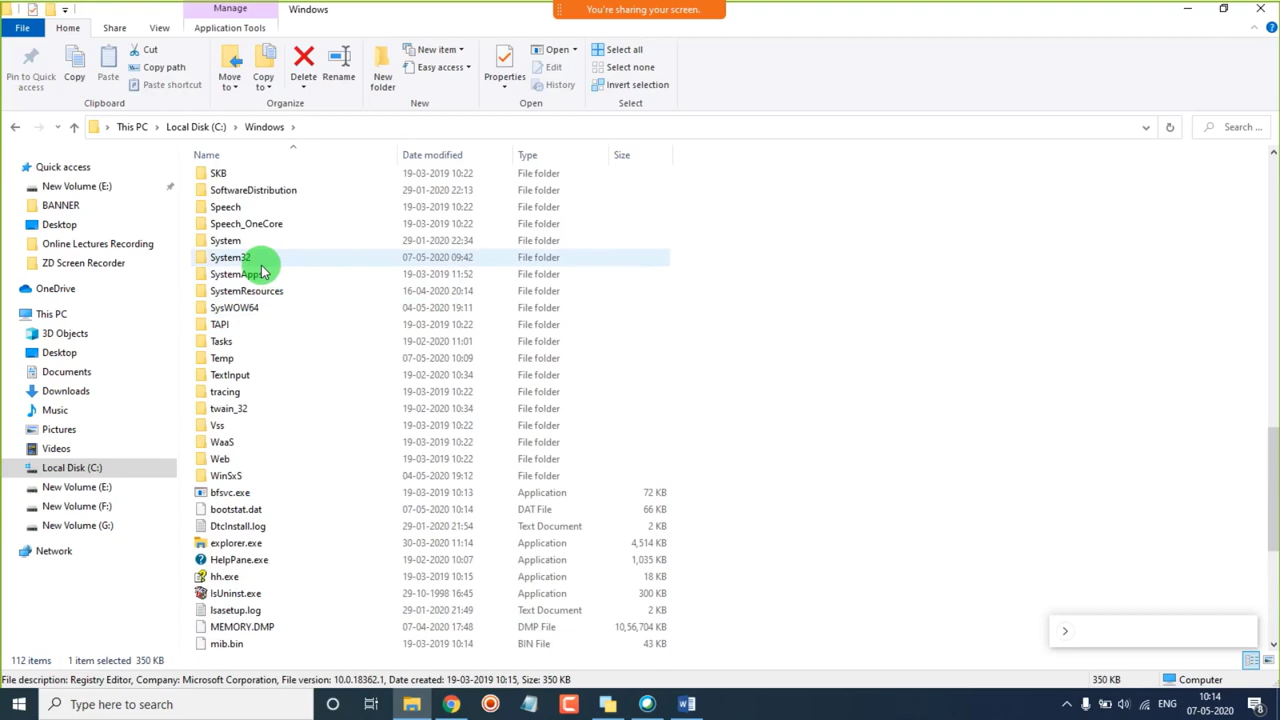 Manage
Windows
You're sharing your screen.
File
Home
Share
View
Application Tools
Pin to Quick access
Copy
Paste
Cut
Copy path
Paste shortcut
Clipboard
Move to
Copy to
Delete
Rename
Organize
New folder
New item
Easy access
New
Properties
Open
Edit
History
Open
Select all
Select none
Invert selection
Select
This PC
Local Disk (C:)
Windows
Search ...
Name
Date modified
Type
Size
Quick access
New Volume (E:)
BANNER
Desktop
Online Lectures Recording
ZD Screen Recorder
OneDrive
This PC
3D Objects
Desktop
Documents
Downloads
Music
Pictures
Videos
Local Disk (C:)
New Volume (E:)
New Volume (F:)
New Volume (G:)
Network
SKB 19-03-2019 10:22 File folder
SoftwareDistribution 29-01-2020 22:13 File folder
Speech 19-03-2019 10:22 File folder
Speech_OneCore 19-03-2019 10:22 File folder
System 29-01-2020 22:34 File folder
System32 07-05-2020 09:42 File folder
SystemApps 19-03-2019 11:52 File folder
SystemResources 16-04-2020 20:14 File folder
SysWOW64 04-05-2020 19:11 File folder
TAPI 19-03-2019 10:22 File folder
Tasks 19-02-2020 11:01 File folder
Temp 07-05-2020 10:09 File folder
TextInput 19-02-2020 10:34 File folder
tracing 19-03-2019 10:22 File folder
twain_32 19-02-2020 10:34 File folder
Vss 19-03-2019 10:22 File folder
WaaS 19-03-2019 10:22 File folder
Web 19-03-2019 10:22 File folder
WinSxS 04-05-2020 19:12 File folder
bfsvc.exe 19-03-2019 10:13 Application 72 KB
bootstat.dat 07-05-2020 10:14 DAT File 66 KB
DtcInstall.log 29-01-2020 21:54 Text Document 2 KB
explorer.exe 30-03-2020 11:14 Application 4,514 KB
HelpPane.exe 19-02-2020 10:07 Application 1,035 KB
hh.exe 19-03-2019 10:15 Application 18 KB
IsUninst.exe 29-10-1998 16:45 Application 300 KB
lsasetup.log 29-01-2020 21:49 Text Document 2 KB
MEMORY.DMP 07-04-2020 17:48 DMP File 10,56,704 KB
mib.bin 19-03-2019 10:14 BIN File 43 KB
112 items 1 item selected 350 KB
File description: Registry Editor, Company: Microsoft Corporation, File version: 10.0.18362.1, Date created: 19-03-2019 10:15, Size: 350 KB
350 KB
Computer
Type here to search
ENG
10:14
07-05-2020